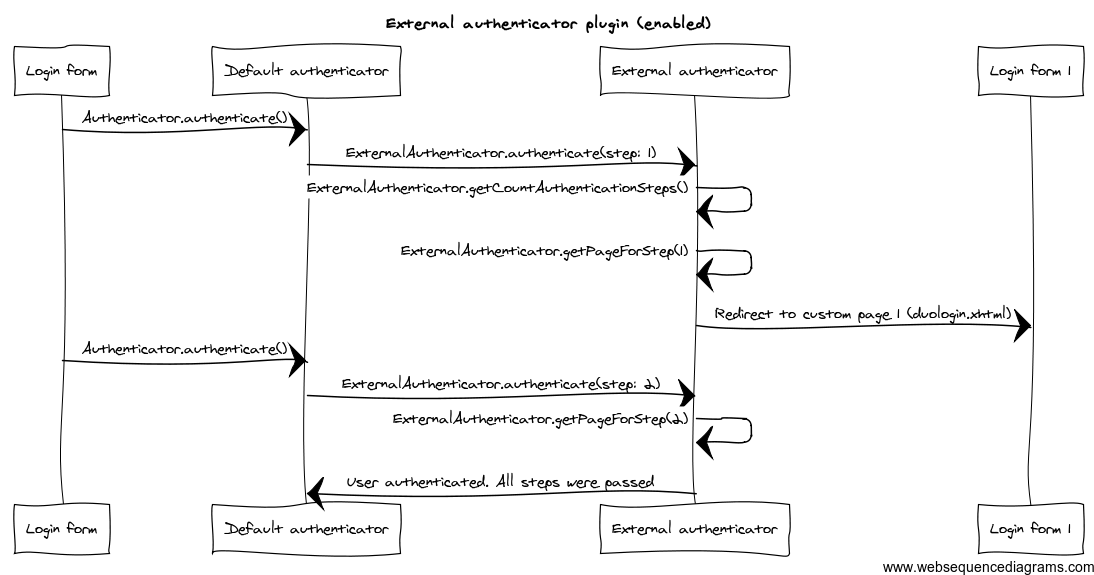 External authenticator plugin (enabled)
Login form
Default authenticator
External authenticator
Login form 1
Authenticator.authenticate()
ExternalAuthenticator.authenticate(step: 1)
ExternalAuthenticator.getCountAuthenticationSteps()
ExternalAuthenticator.getPageForStep(1)
Redirect to custom page 1 (duologin.xhtml)
Authenticator.authenticate()
ExternalAuthenticator.authenticate(step: 2)
ExternalAuthenticator.getPageForStep(2)
User authenticated. All steps were passed
Login form
Default authenticator
External authenticator
Login form 1
www.websequencediagrams.com